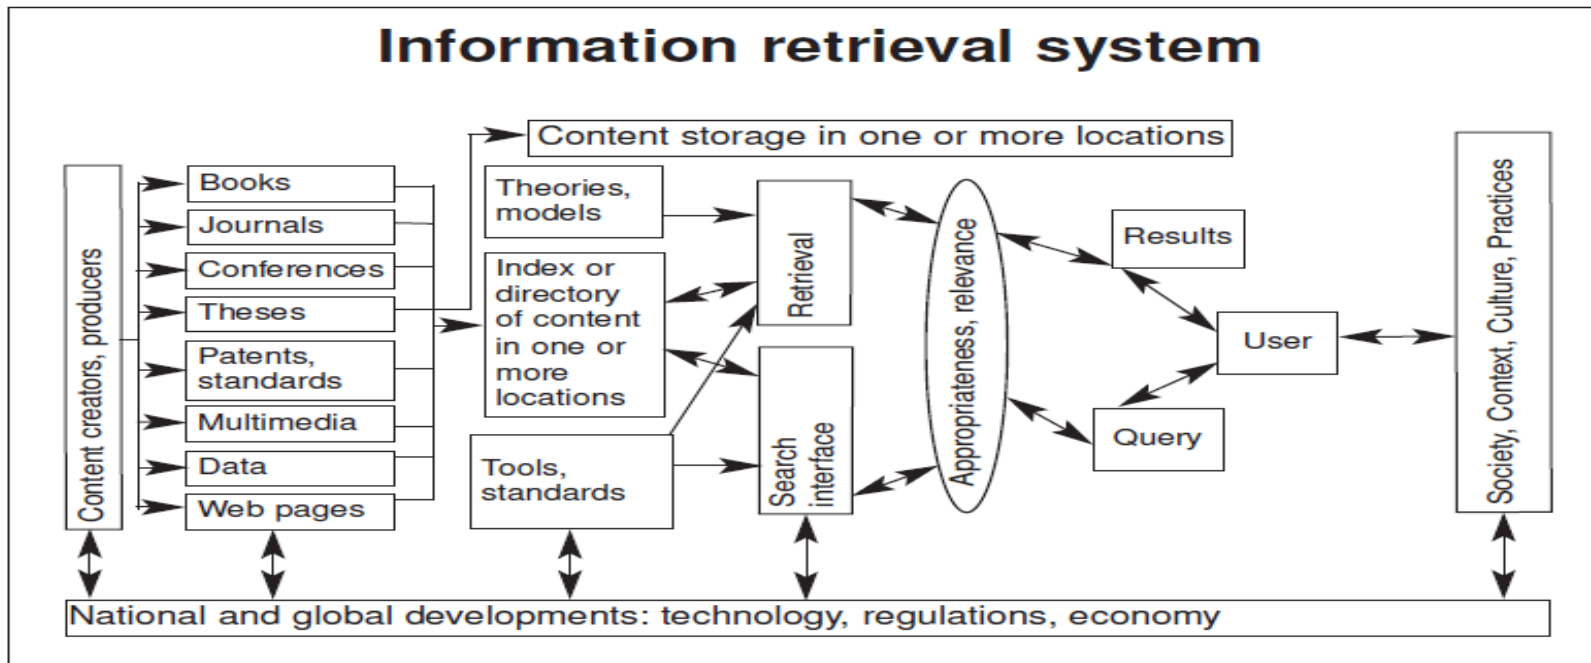 Information retrieval system
Content storage in one or more locations
Content creators, producers
Books
Journals
Conferences
Theses
Patents,
standards
Multimedia
Data
Web pages
Theories,
models
Index or
directory
of content
in one or
more
locations
Tools,
standards
Retrieval
Search
interface
Appropriateness, relevance
Results
Query
User
Society, Context, Culture, Practices
National and global developments: technology, regulations, economy